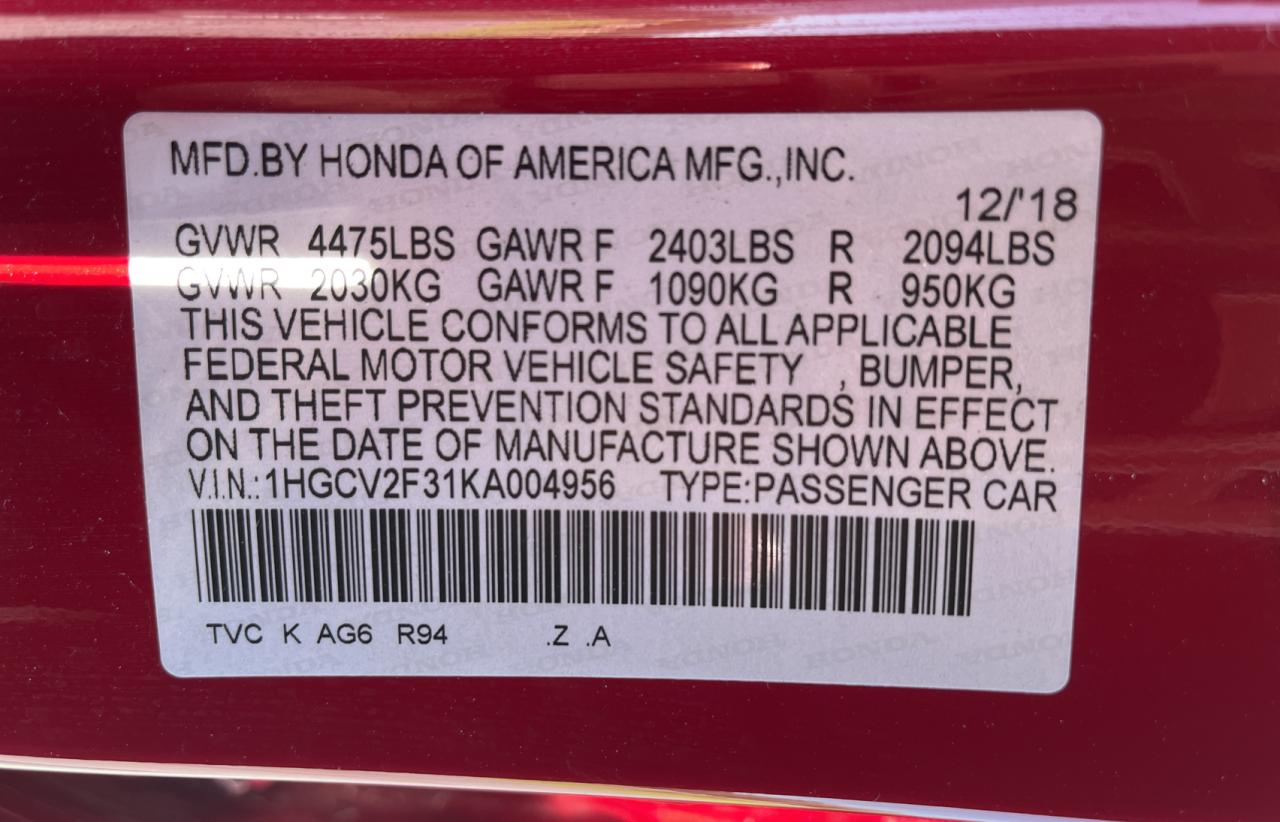 MFD.BY HONDA OF AMERICA MFG.,INC.
12/'18
GVWR 4475LBS GAWR F 2403LBS R 2094LBS
GVWR 2030KG GAWR F 1090KG R 950KG
THIS VEHICLE CONFORMS TO ALL APPLICABLE
FEDERAL MOTOR VEHICLE SAFETY , BUMPER,
AND THEFT PREVENTION STANDARDS IN EFFECT
ON THE DATE OF MANUFACTURE SHOWN ABOVE.
V.I.N.:1HGCV2F31KA004956 TYPE:PASSENGER CAR
TVC K AG6 R94 .Z .A